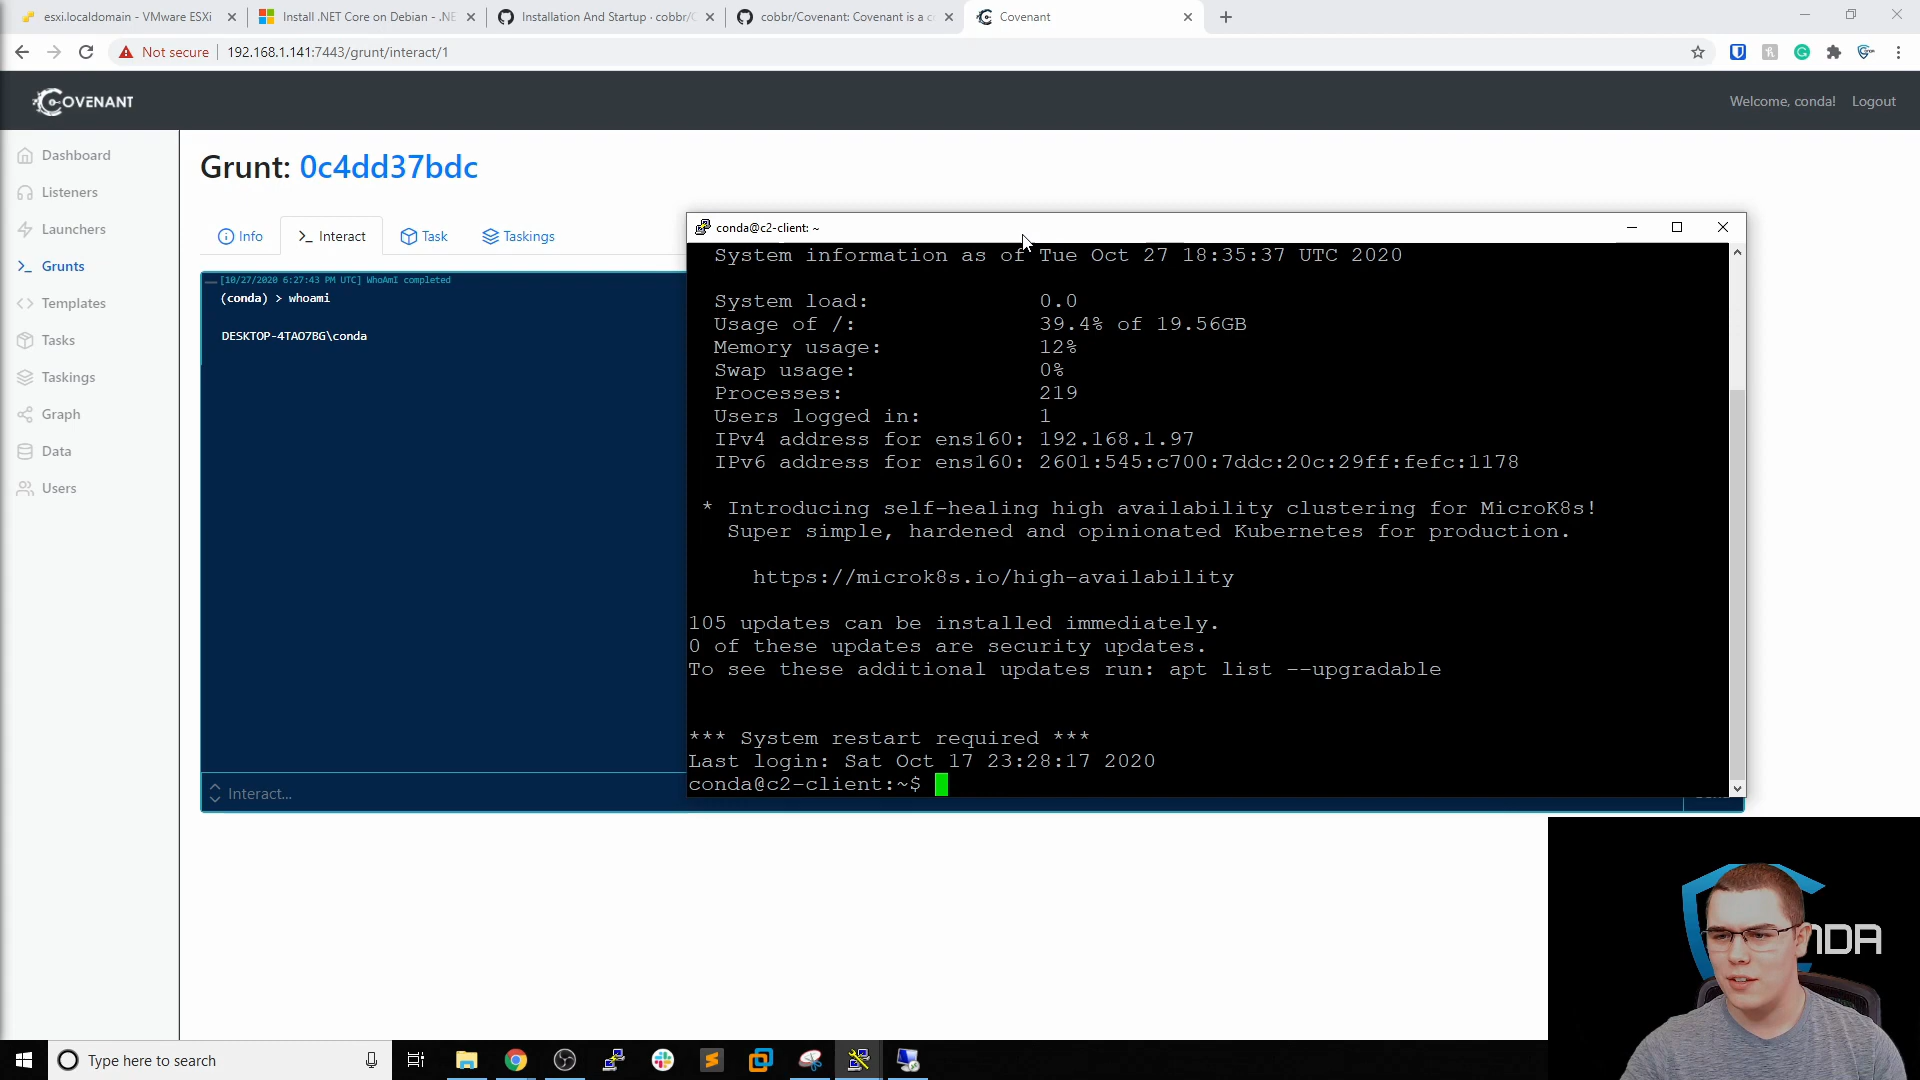 esxi.localdomain - VMware ESXi
Install .NET Core on Debian - .NE
Installation And Startup · cobbr/C
cobbr/Covenant: Covenant is a c
Covenant
Not secure
192.168.1.141:7443/grunt/interact/1
COVENANT
Welcome, conda!
Logout
Dashboard
Listeners
Launchers
Grunts
Templates
Tasks
Taskings
Graph
Data
Users
Grunt: 0c4dd37bdc
Info
>_ Interact
Task
Taskings
[10/27/2020 6:27:43 PM UTC] WhoAmI completed
(conda) > whoami
DESKTOP-4TAO7BG\conda
Interact...
conda@c2-client: ~
System information as of Tue Oct 27 18:35:37 UTC 2020
System load: 0.0
Usage of /: 39.4% of 19.56GB
Memory usage: 12%
Swap usage: 0%
Processes: 219
Users logged in: 1
IPv4 address for ens160: 192.168.1.97
IPv6 address for ens160: 2601:545:c700:7ddc:20c:29ff:fefc:1178
* Introducing self-healing high availability clustering for MicroK8s!
Super simple, hardened and opinionated Kubernetes for production.
https://microk8s.io/high-availability
105 updates can be installed immediately.
0 of these updates are security updates.
To see these additional updates run: apt list --upgradable
*** System restart required ***
Last login: Sat Oct 17 23:28:17 2020
conda@c2-client:~$
NDA
Type here to search